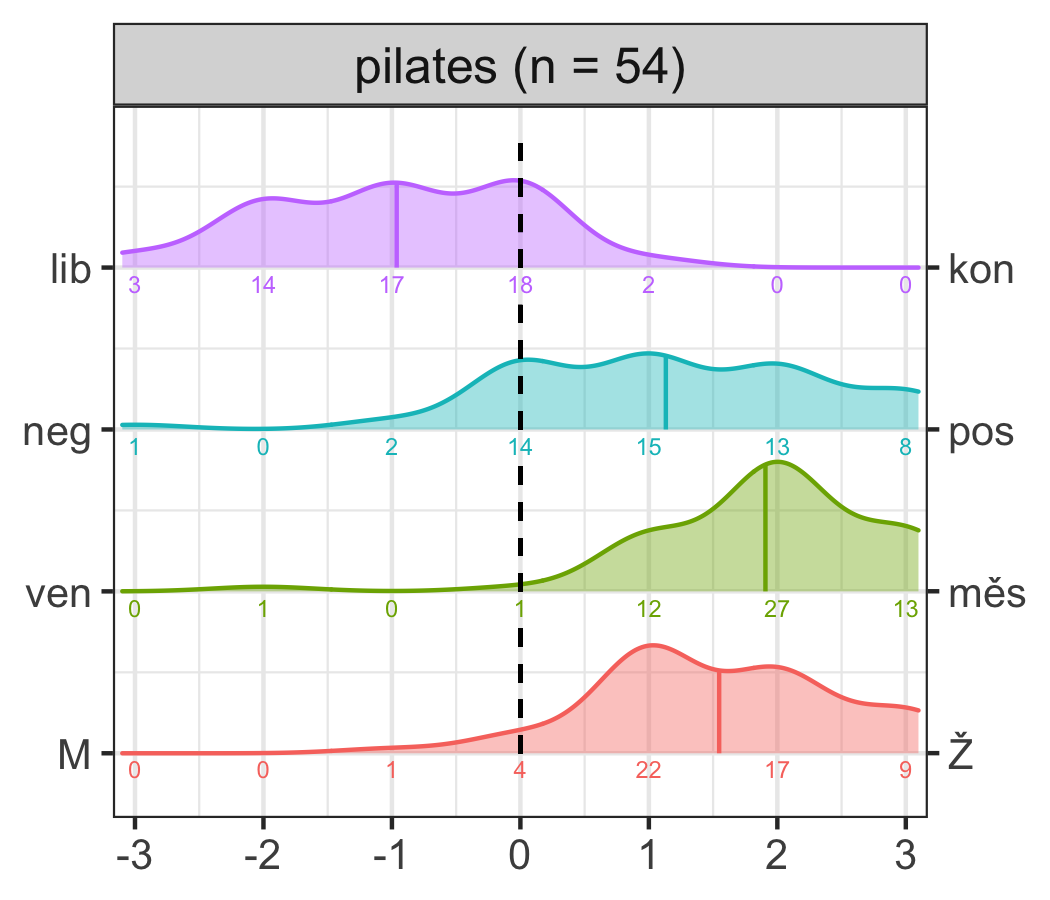 pilates (n = 54)
lib kon
3 14 17 18 2 0 0
neg pos
1 0 2 14 15 13 8
ven měs
0 1 0 1 12 27 13
M Ž
0 0 1 4 22 17 9
-3 -2 -1 0 1 2 3